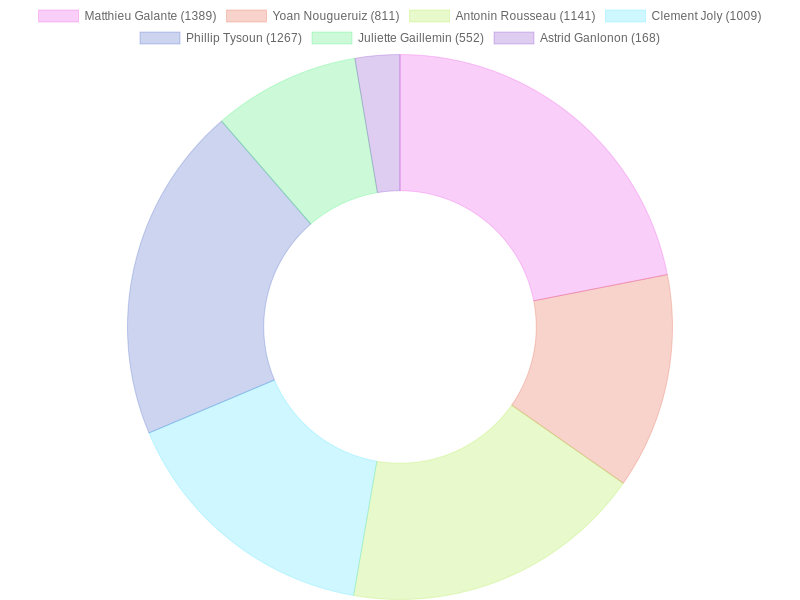 Matthieu Galante (1389) Yoan Nougueruiz (811) Antonin Rousseau (1141) Clement Joly (1009)
Phillip Tysoun (1267) Juliette Gaillemin (552) Astrid Ganlonon (168)